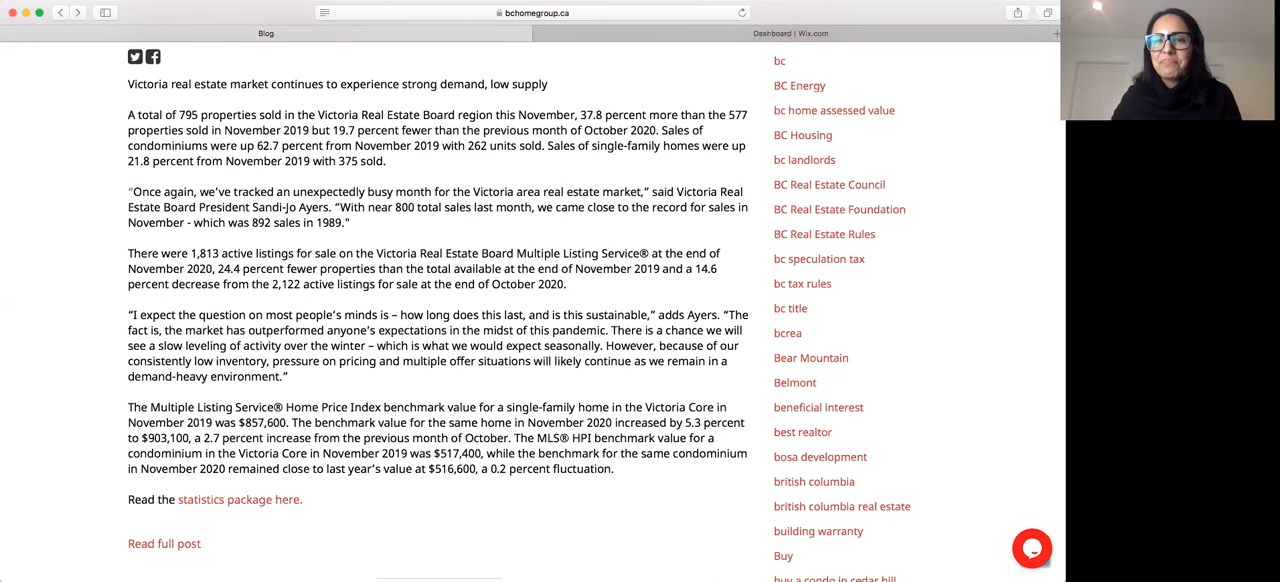 bchomegroup.ca
Blog
Dashboard | Wix.com
Victoria real estate market continues to experience strong demand, low supply
A total of 795 properties sold in the Victoria Real Estate Board region this November, 37.8 percent more than the 577
properties sold in November 2019 but 19.7 percent fewer than the previous month of October 2020. Sales of
condominiums were up 62.7 percent from November 2019 with 262 units sold. Sales of single-family homes were up
21.8 percent from November 2019 with 375 sold.
“Once again, we’ve tracked an unexpectedly busy month for the Victoria area real estate market,” said Victoria Real
Estate Board President Sandi-Jo Ayers. “With near 800 total sales last month, we came close to the record for sales in
November - which was 892 sales in 1989."
There were 1,813 active listings for sale on the Victoria Real Estate Board Multiple Listing Service® at the end of
November 2020, 24.4 percent fewer properties than the total available at the end of November 2019 and a 14.6
percent decrease from the 2,122 active listings for sale at the end of October 2020.
“I expect the question on most people’s minds is – how long does this last, and is this sustainable,” adds Ayers. “The
fact is, the market has outperformed anyone’s expectations in the midst of this pandemic. There is a chance we will
see a slow leveling of activity over the winter – which is what we would expect seasonally. However, because of our
consistently low inventory, pressure on pricing and multiple offer situations will likely continue as we remain in a
demand-heavy environment.”
The Multiple Listing Service® Home Price Index benchmark value for a single-family home in the Victoria Core in
November 2019 was $857,600. The benchmark value for the same home in November 2020 increased by 5.3 percent
to $903,100, a 2.7 percent increase from the previous month of October. The MLS® HPI benchmark value for a
condominium in the Victoria Core in November 2019 was $517,400, while the benchmark for the same condominium
in November 2020 remained close to last year’s value at $516,600, a 0.2 percent fluctuation.
Read the statistics package here.
Read full post
bc
BC Energy
bc home assessed value
BC Housing
bc landlords
BC Real Estate Council
BC Real Estate Foundation
BC Real Estate Rules
bc speculation tax
bc tax rules
bc title
bcrea
Bear Mountain
Belmont
beneficial interest
best realtor
bosa development
british columbia
british columbia real estate
building warranty
Buy
buy a condo in cedar hill